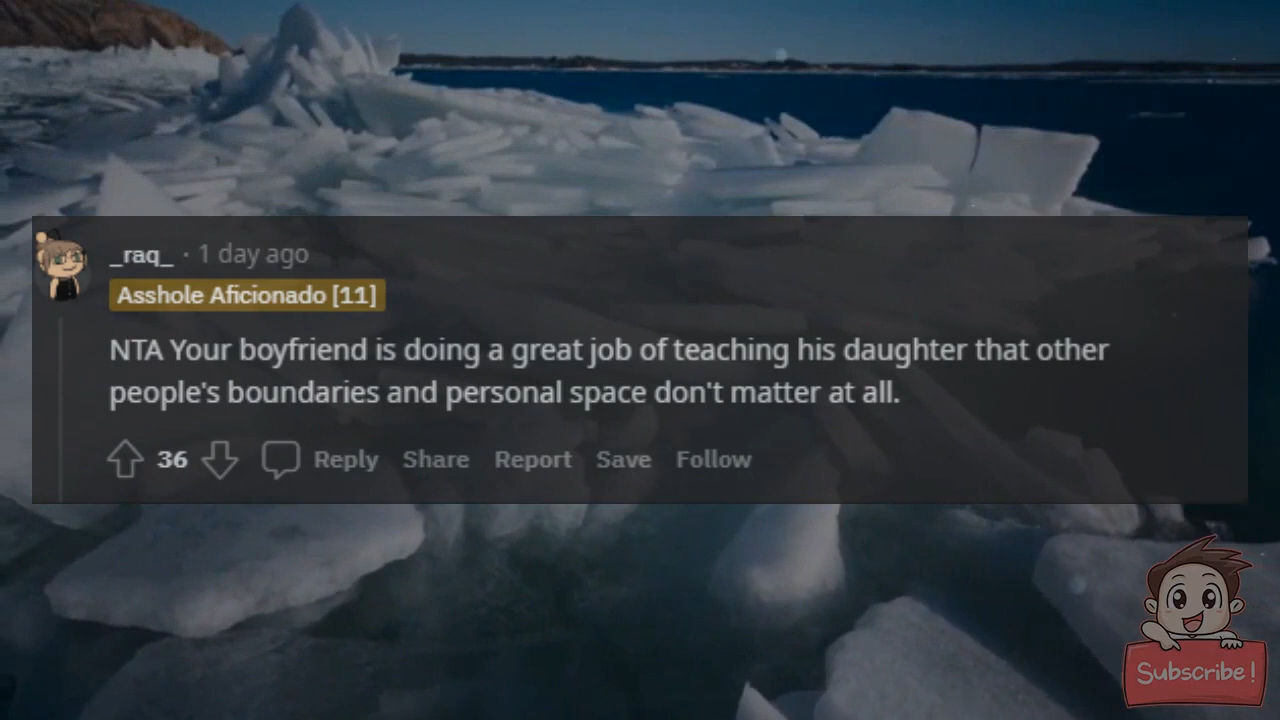 _raq_ · 1 day ago
Asshole Aficionado [11]
NTA Your boyfriend is doing a great job of teaching his daughter that other
people's boundaries and personal space don't matter at all.
36 Reply Share Report Save Follow
Subscribe!